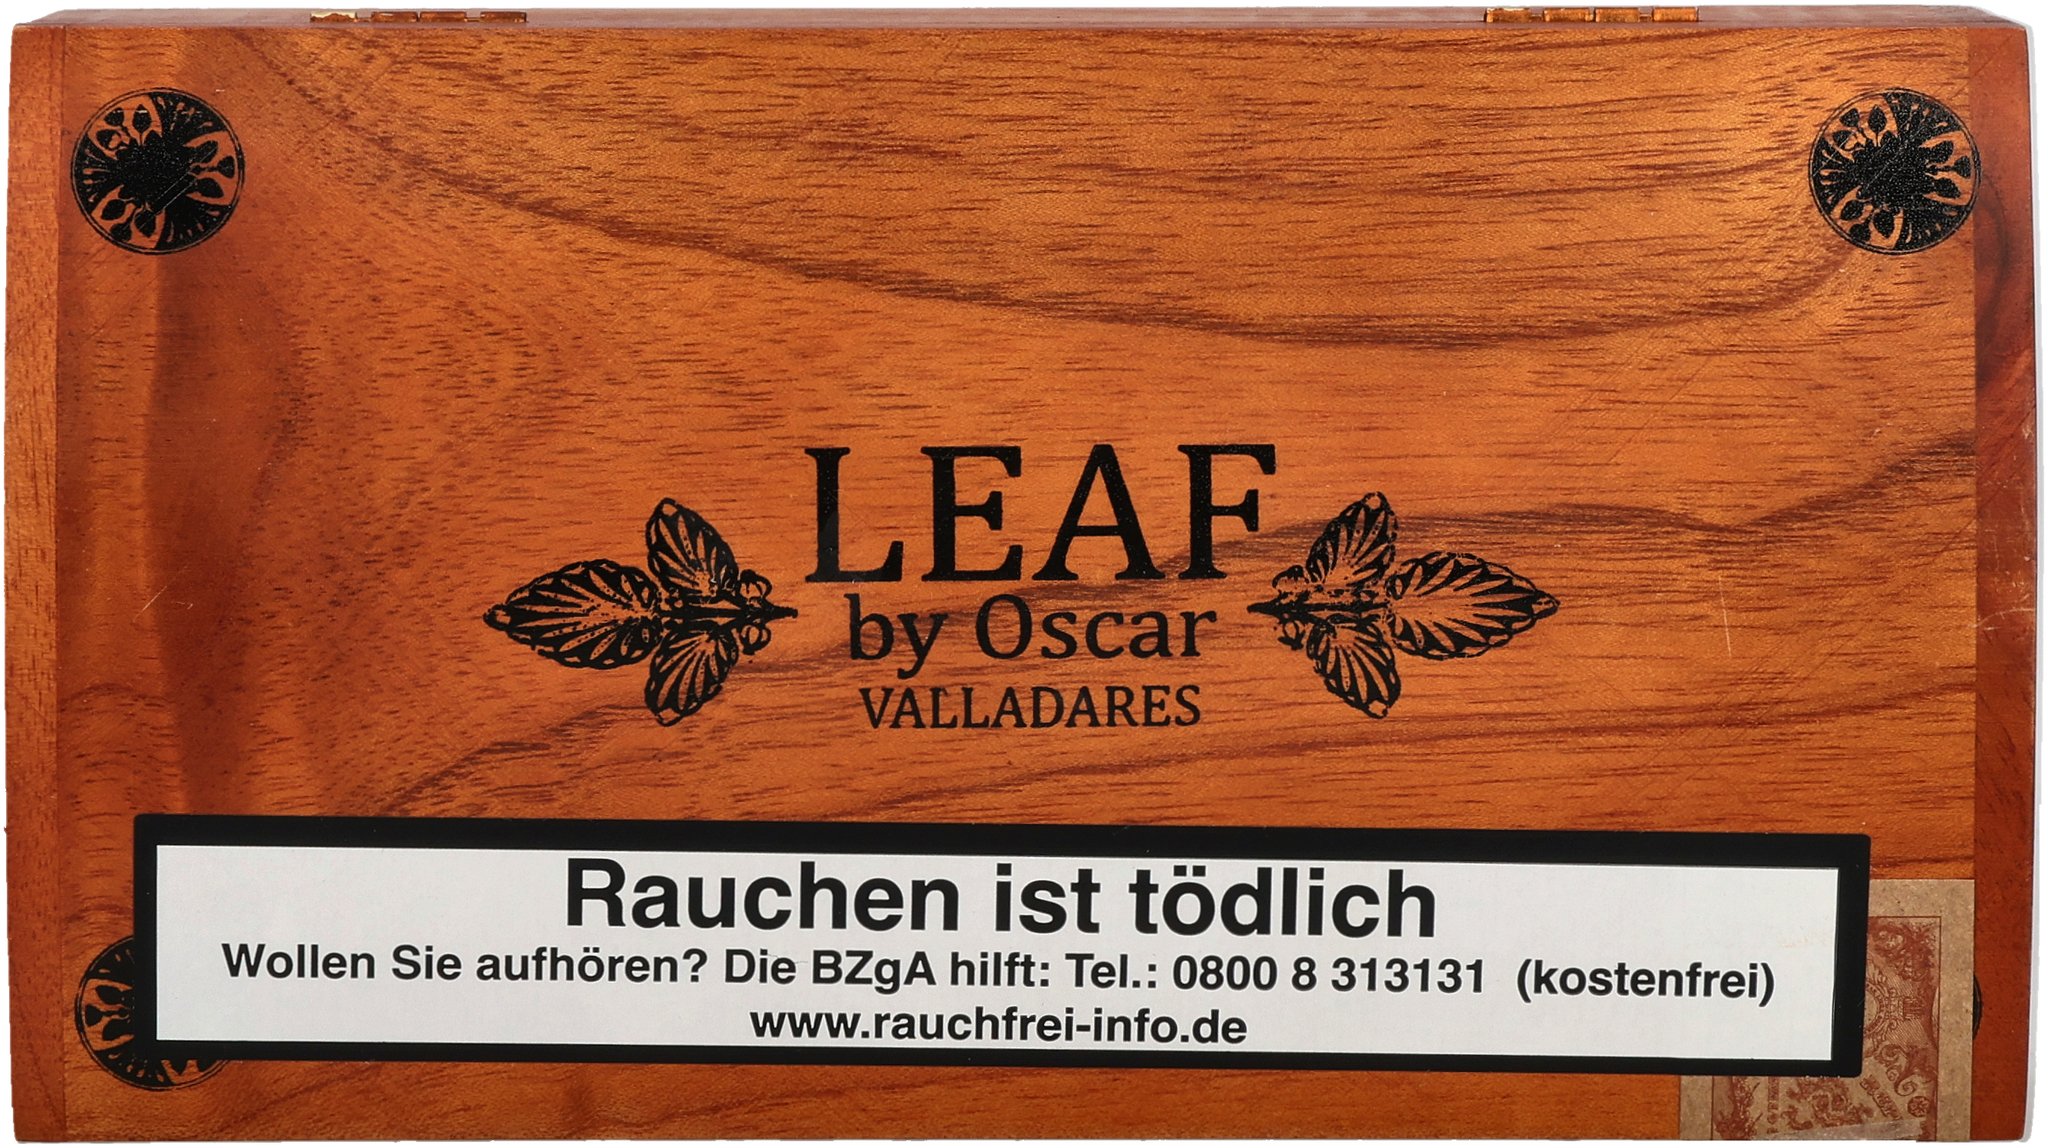 LEAF
by Oscar
VALLADARES
Rauchen ist tödlich
Wollen Sie aufhören? Die BZgA hilft: Tel.: 0800 8 313131 (kostenfrei)
www.rauchfrei-info.de